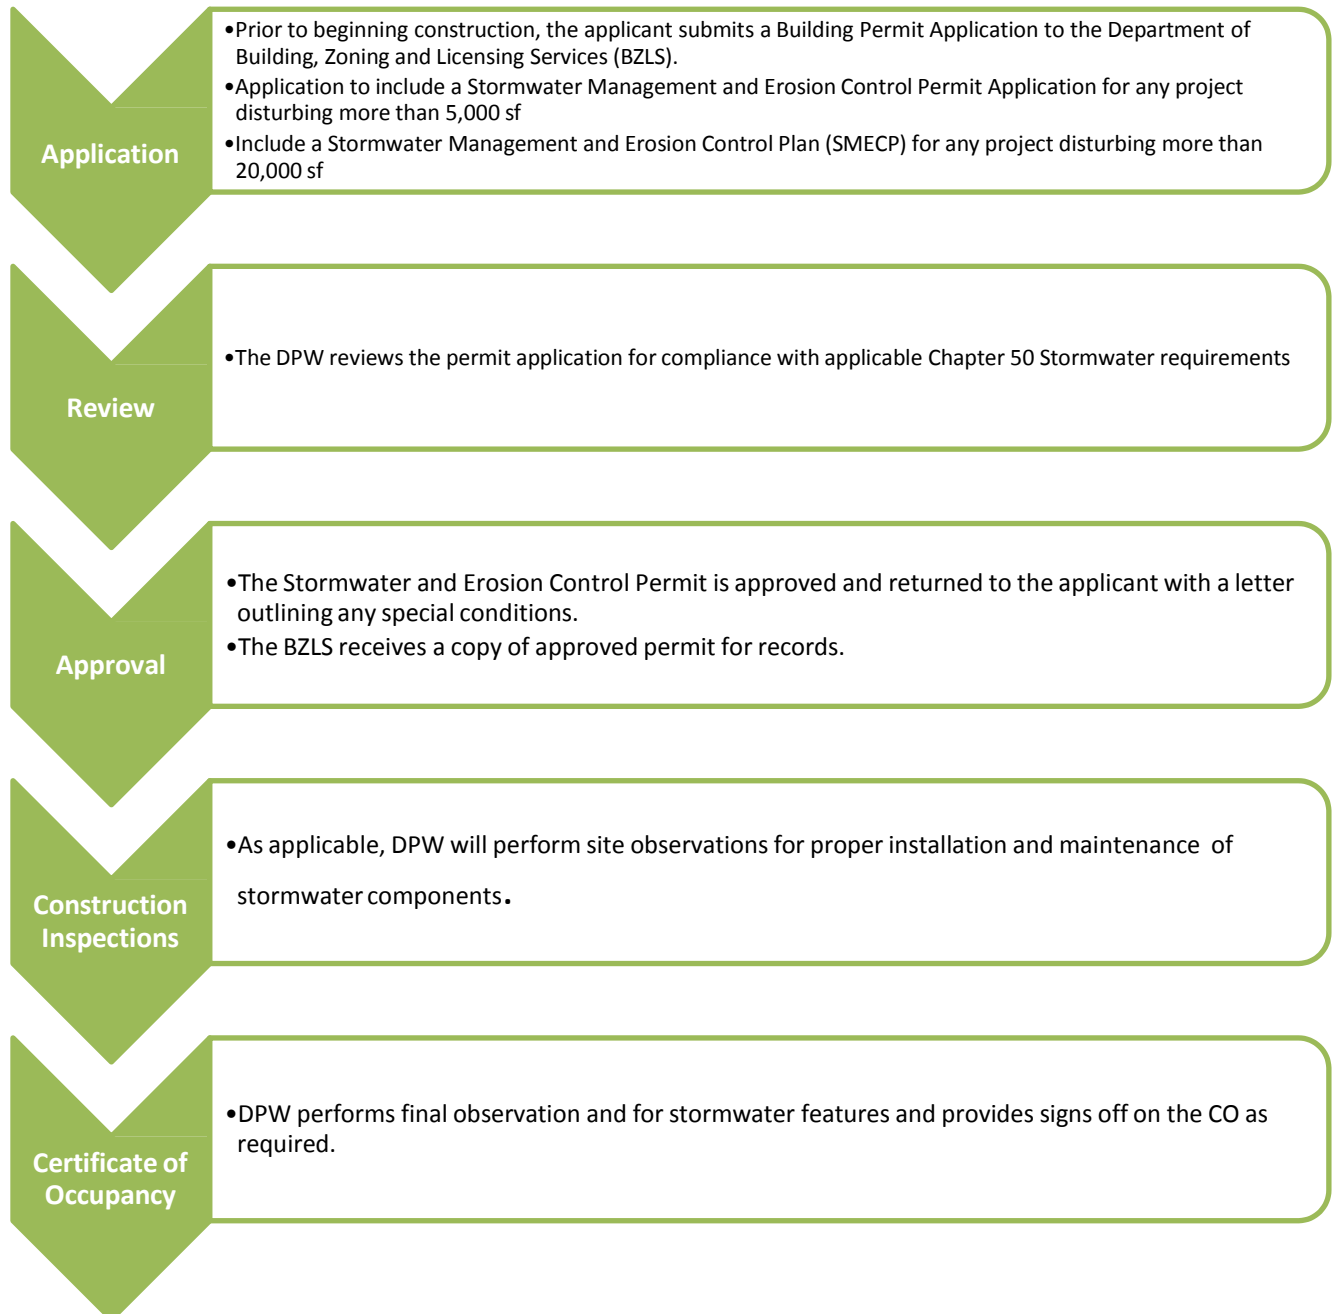 Application
•Prior to beginning construction, the applicant submits a Building Permit Application to the Department of
Building, Zoning and Licensing Services (BZLS).
•Application to include a Stormwater Management and Erosion Control Permit Application for any project
disturbing more than 5,000 sf
•Include a Stormwater Management and Erosion Control Plan (SMECP) for any project disturbing more than
20,000 sf
Review
•The DPW reviews the permit application for compliance with applicable Chapter 50 Stormwater requirements
Approval
•The Stormwater and Erosion Control Permit is approved and returned to the applicant with a letter
outlining any special conditions.
•The BZLS receives a copy of approved permit for records.
Construction
Inspections
•As applicable, DPW will perform site observations for proper installation and maintenance of
stormwater components.
Certificate of
Occupancy
•DPW performs final observation and for stormwater features and provides signs off on the CO as
required.